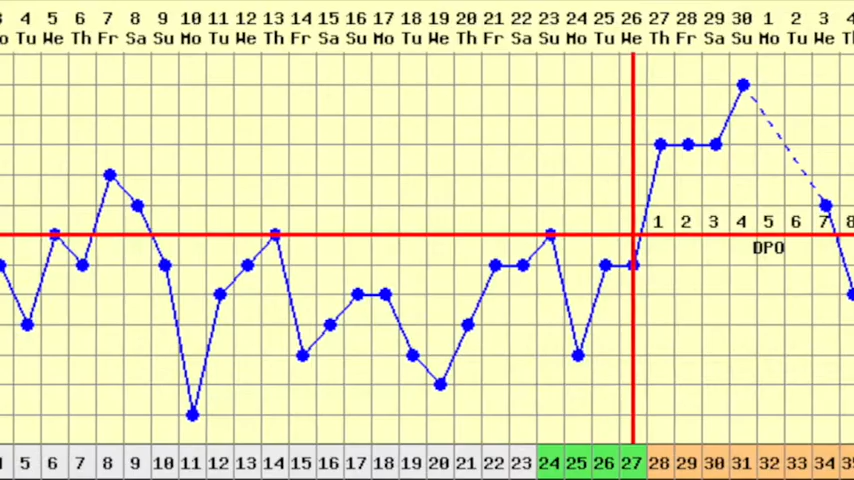 4 5 6 7 8 9 10 11 12 13 14 15 16 17 18 19 20 21 22 23 24 25 26 27 28 29 30 1 2 3 4
o Tu We Th Fr Sa Su Mo Tu We Th Fr Sa Su Mo Tu We Th Fr Sa Su Mo Tu We Th Fr Sa Su Mo Tu We T
1 2 3 4 5 6 7 8
DPO
5 6 7 8 9 10 11 12 13 14 15 16 17 18 19 20 21 22 23 24 25 26 27 28 29 30 31 32 33 34 35